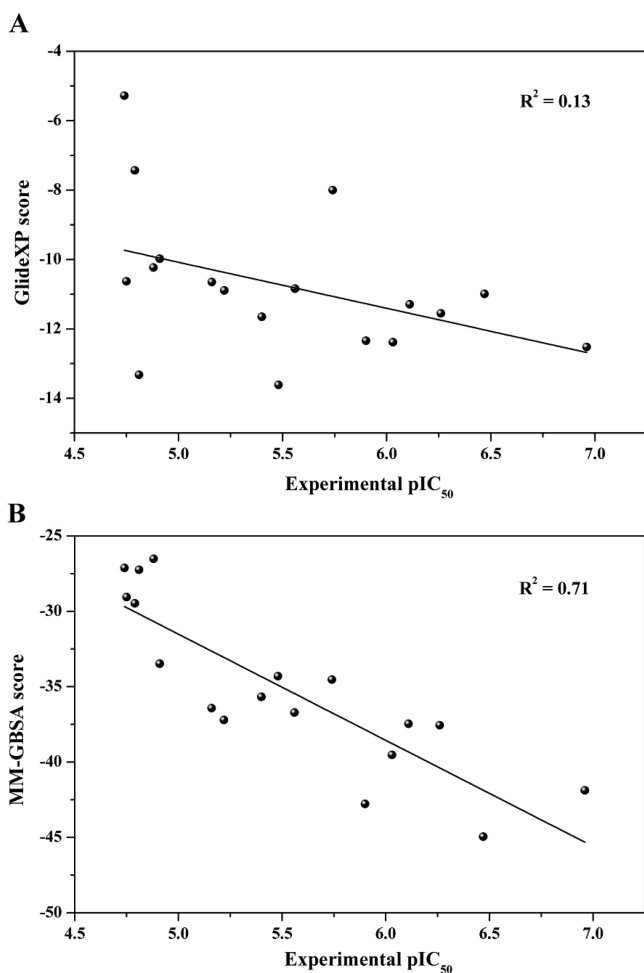 A
-4
-6
-8
-10
-12
-14
GlideXP score
R² = 0.13
4.5 5.0 5.5 6.0 6.5 7.0
Experimental pIC₅₀
B
-25
-30
-35
-40
-45
-50
MM-GBSA score
R² = 0.71
4.5 5.0 5.5 6.0 6.5 7.0
Experimental pIC₅₀